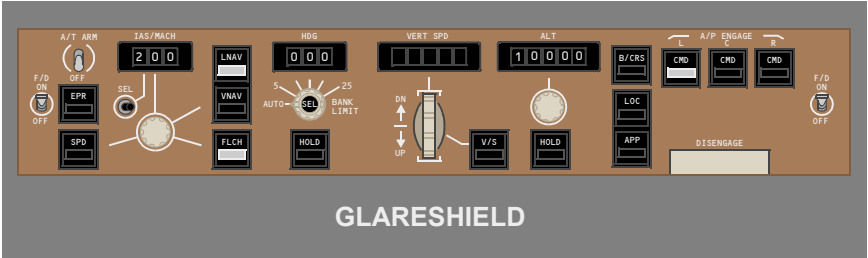 A/T ARM
OFF
F/D
ON
OFF
IAS/MACH
200
SEL
EPR
SPD
LNAV
VNAV
FLCH
HDG
000
5 25
AUTO SEL BANK
LIMIT
HOLD
VERT SPD
DN
UP
V/S
ALT
10000
HOLD
B/CRS
LOC
APP
A/P ENGAGE
L C R
CMD CMD CMD
DISENGAGE
F/D
ON
OFF
GLARESHIELD